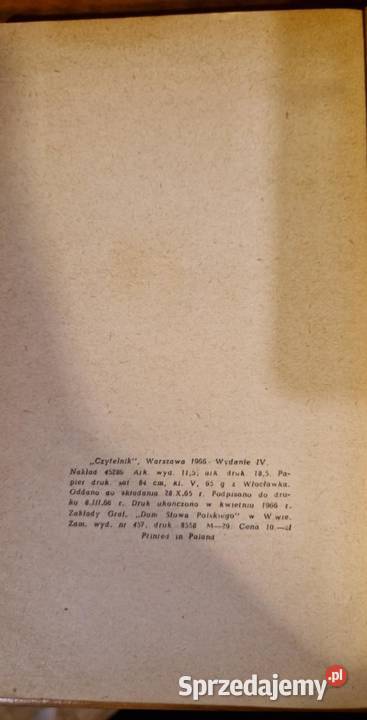 „Czytelnik”, Warszawa 1966 Wydanie IV.
Nakład 45286 Ark. wyd. 11,5; ark. druk. 18,5. Pa-
pier druk. sat. 84 cm, kl. V, 65 g z Włocławka.
Oddano do składania 28.X.65 r. Podpisano do dru-
ku 8.III.66 r. Druk ukończono w kwietniu 1966 r.
Zakłady Graf. „Dom Słowa Polskiego” w W-wie.
Zam. wyd. nr 457, druk. 8558 M-79. Cena 10.—zł
Printed in Poland
Sprzedajemy.pl